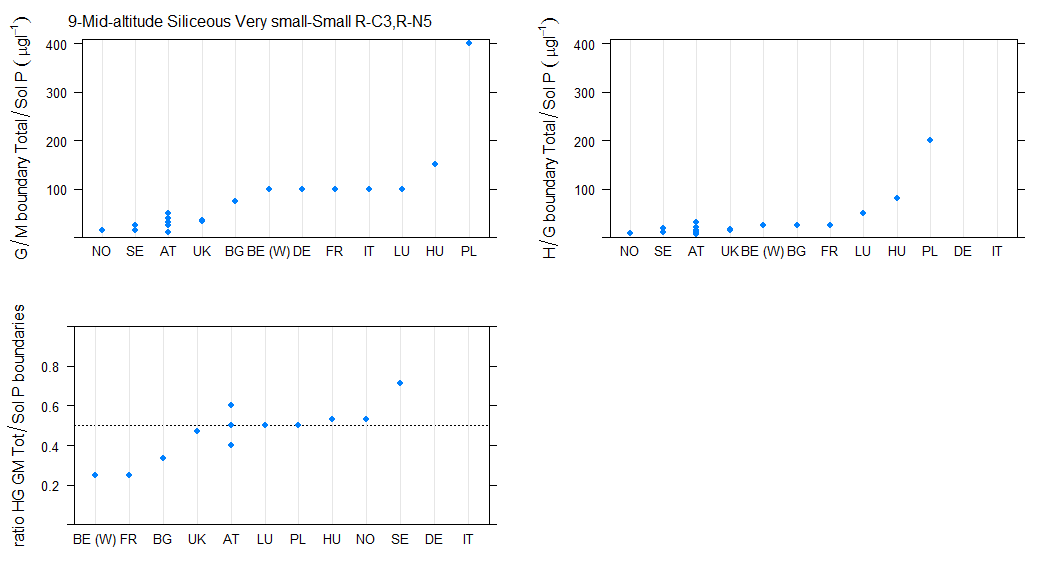 9-Mid-altitude Siliceous Very small-Small R-C3,R-N5
G/M boundary Total/Sol P ( µgl⁻¹)
400
300
200
100
NO SE AT UK BG BE (W) DE FR IT LU HU PL
H/G boundary Total/Sol P ( µgl⁻¹)
400
300
200
100
NO SE AT UK BE (W) BG FR LU HU PL DE IT
ratio HG GM Tot/Sol P boundaries
0.8
0.6
0.4
0.2
BE (W) FR BG UK AT LU PL HU NO SE DE IT